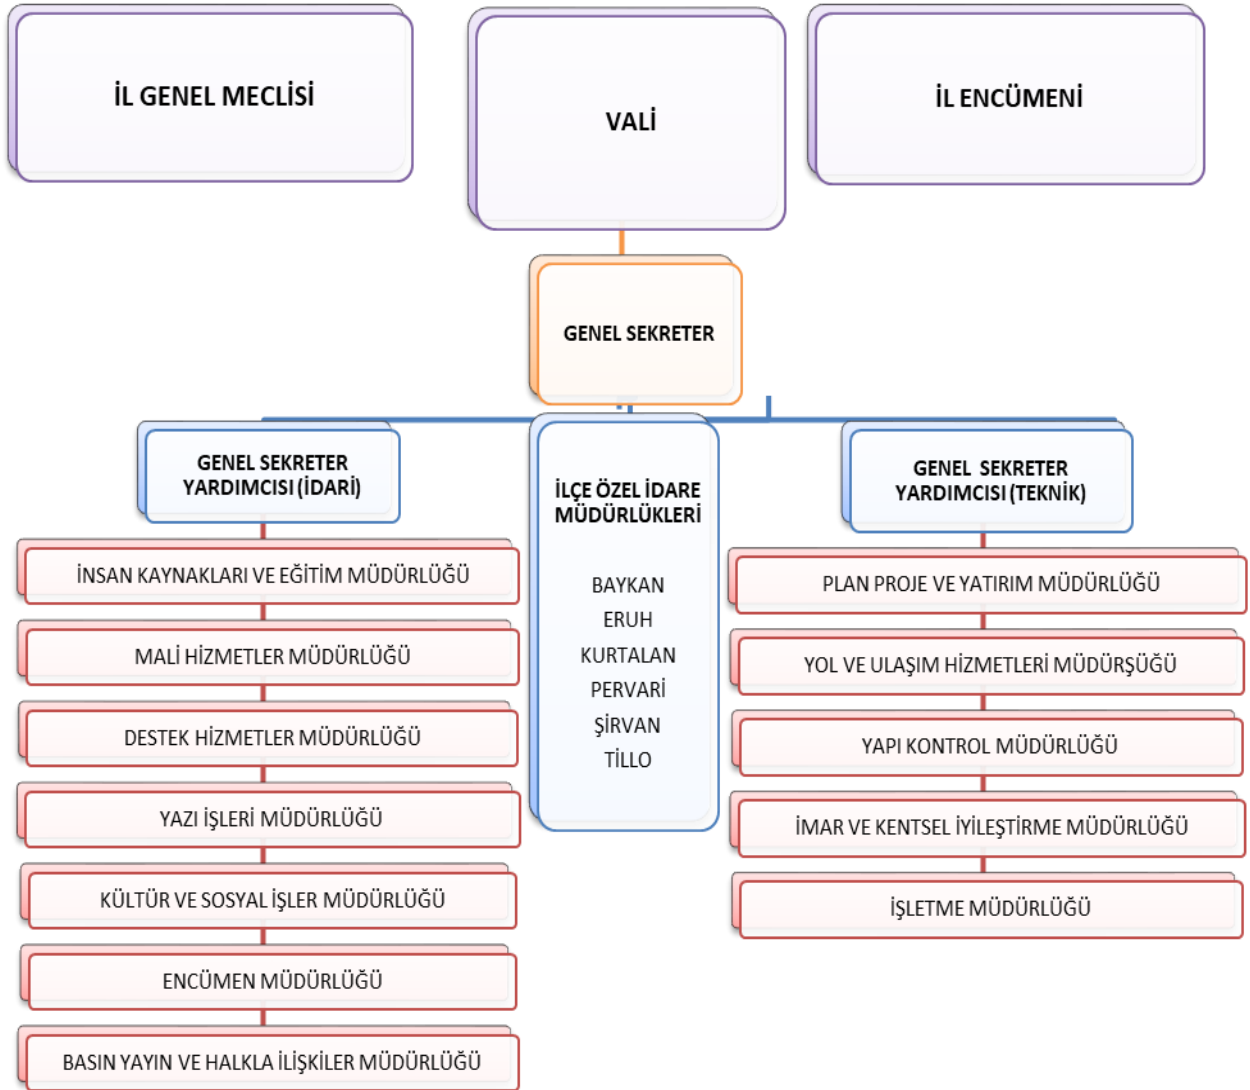 İL GENEL MECLİSİ
VALİ
İL ENCÜMENİ
GENEL SEKRETER
GENEL SEKRETER
YARDIMCISI (İDARİ)
İNSAN KAYNAKLARI VE EĞİTİM MÜDÜRLÜĞÜ
MALİ HİZMETLER MÜDÜRLÜĞÜ
DESTEK HİZMETLER MÜDÜRLÜĞÜ
YAZI İŞLERİ MÜDÜRLÜĞÜ
KÜLTÜR VE SOSYAL İŞLER MÜDÜRLÜĞÜ
ENCÜMEN MÜDÜRLÜĞÜ
BASIN YAYIN VE HALKLA İLİŞKİLER MÜDÜRLÜĞÜ
İLÇE ÖZEL İDARE
MÜDÜRLÜKLERİ
BAYKAN
ERUH
KURTALAN
PERVARİ
ŞİRVAN
TİLLO
GENEL SEKRETER
YARDIMCISI (TEKNİK)
PLAN PROJE VE YATIRIM MÜDÜRLÜĞÜ
YOL VE ULAŞIM HİZMETLERİ MÜDÜRŞÜĞÜ
YAPI KONTROL MÜDÜRLÜĞÜ
İMAR VE KENTSEL İYİLEŞTİRME MÜDÜRLÜĞÜ
İŞLETME MÜDÜRLÜĞÜ